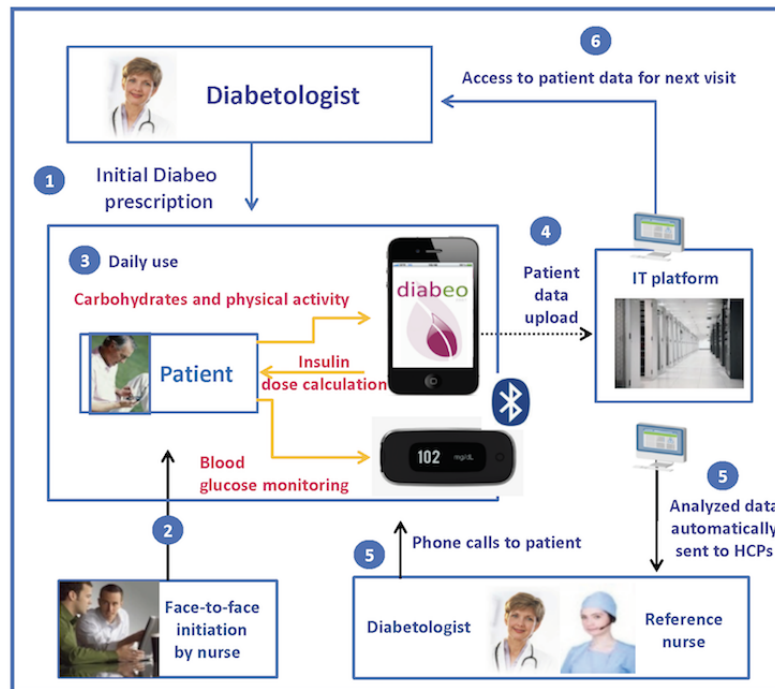 6
Access to patient data for next visit
Diabetologist
1
Initial Diabeo
prescription
3
Daily use
Carbohydrates and physical activity
diabeo
4
Patient
data
upload
IT platform
Patient
Insulin
dose calculation
102
mg/dL
Blood
glucose monitoring
2
Face-to-face
initiation
by nurse
5
Phone calls to patient
5
Analyzed data
automatically
sent to HCPs
Diabetologist
Reference
nurse